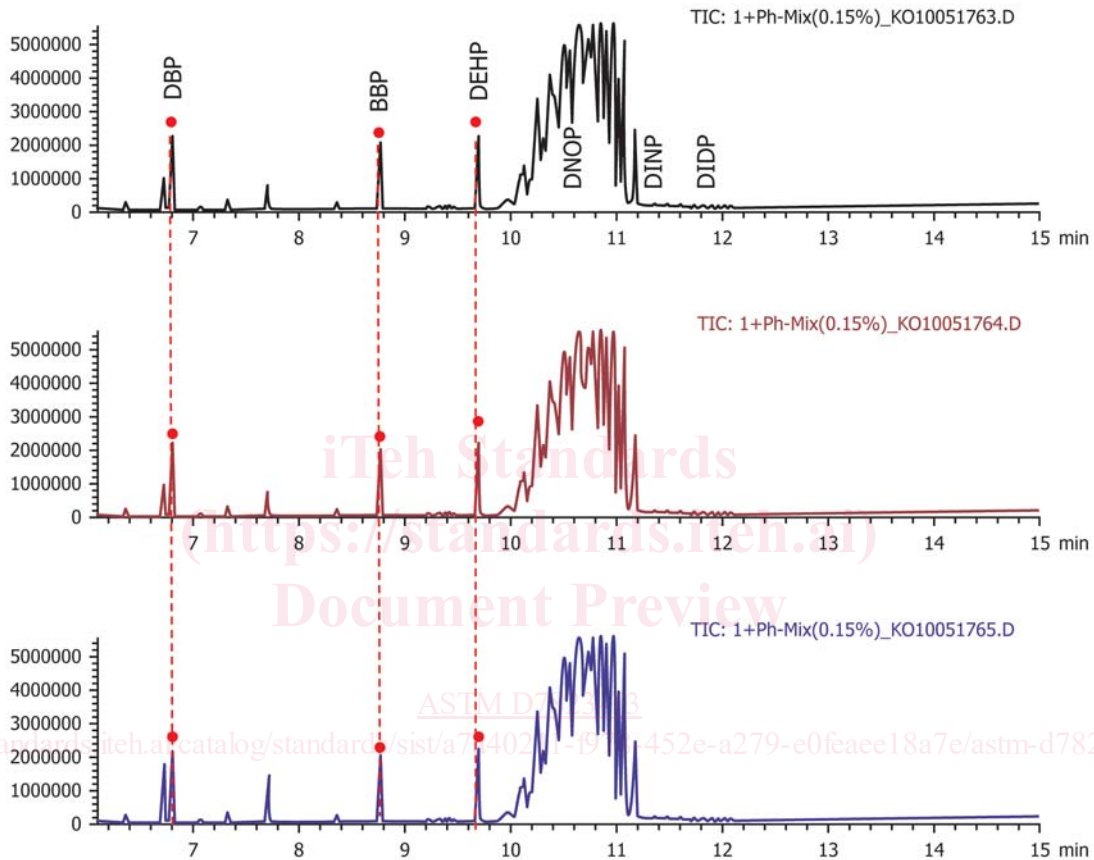 TIC: 1+Ph-Mix(0.15%)_KO10051763.D
5000000
4000000
3000000
2000000
1000000
0
DBP
BBP
DEHP
DNOP
DINP
DIDP
7 8 9 10 11 12 13 14 15 min
TIC: 1+Ph-Mix(0.15%)_KO10051764.D
5000000
4000000
3000000
2000000
1000000
0
iTeh Standards
7 8 9 10 11 12 13 14 15 min
(https://standards.iteh.ai)
Document Preview
TIC: 1+Ph-Mix(0.15%)_KO10051765.D
5000000
4000000
3000000
2000000
1000000
0
ASTM
7 8 9 10 11 12 13 14 15 min